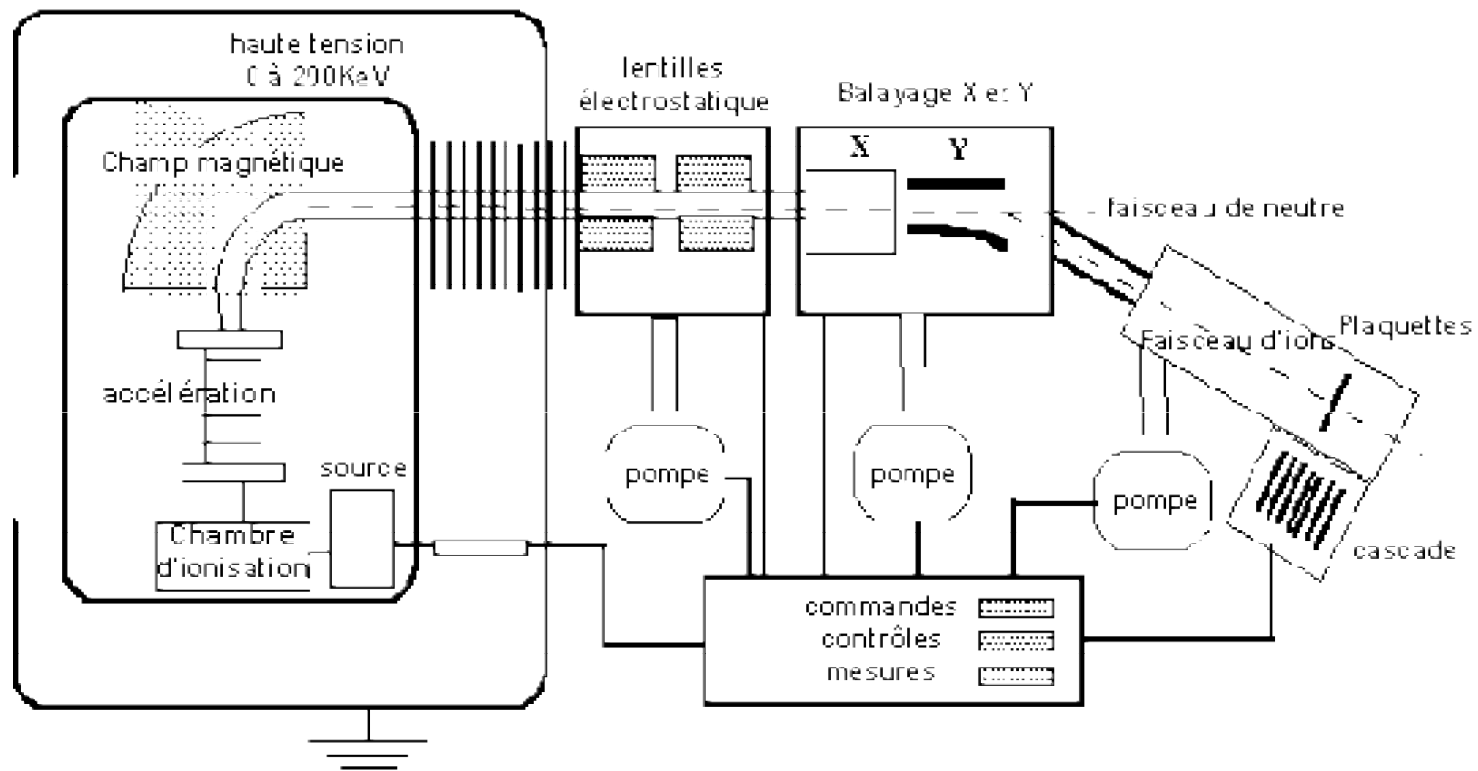 haute tension
0 à 200KeV
lentilles
électrostatique
Balayage X et Y
X Y
Champ magnétique
faisceau de neutre
Faisceau d'ions
Plaquettes
accélération
source
pompe
pompe
pompe
Chambre
d'ionisation
cascade
commandes
contrôles
mesures